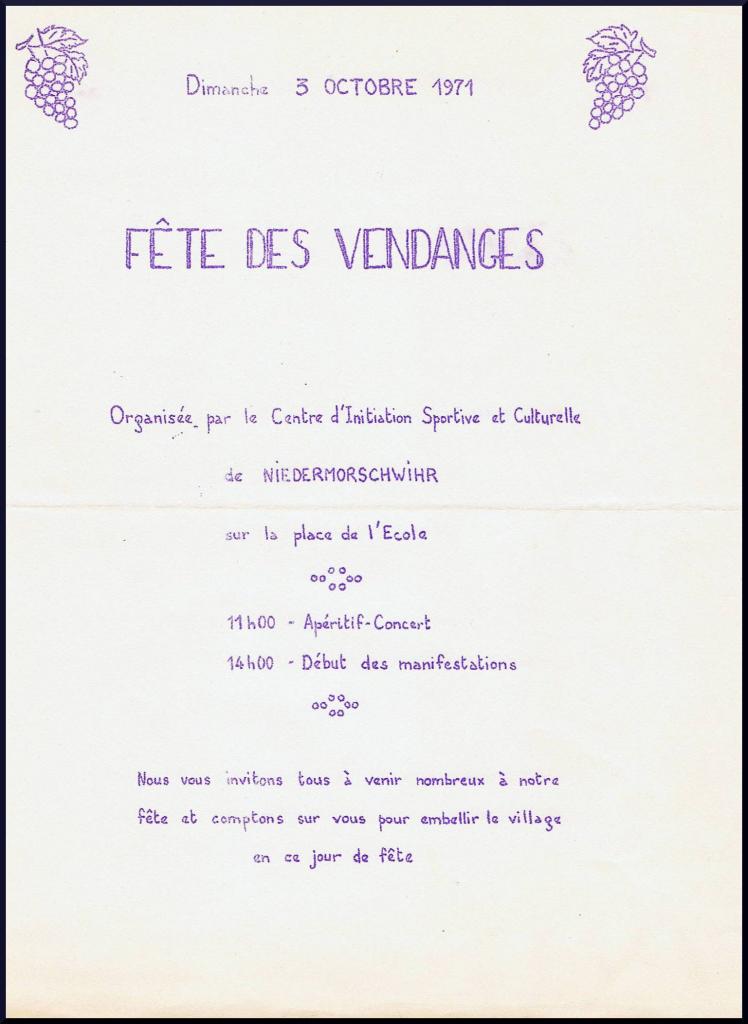 Dimanche 3 OCTOBRE 1971
FÊTE DES VENDANGES
Organisée par le Centre d'Initiation Sportive et Culturelle
de NIEDERMORSCHWIHR
sur la place de l'Ecole
11h00 - Apéritif-Concert
14h00 - Début des manifestations
Nous vous invitons tous à venir nombreux à notre
fête et comptons sur vous pour embellir le village
en ce jour de fête